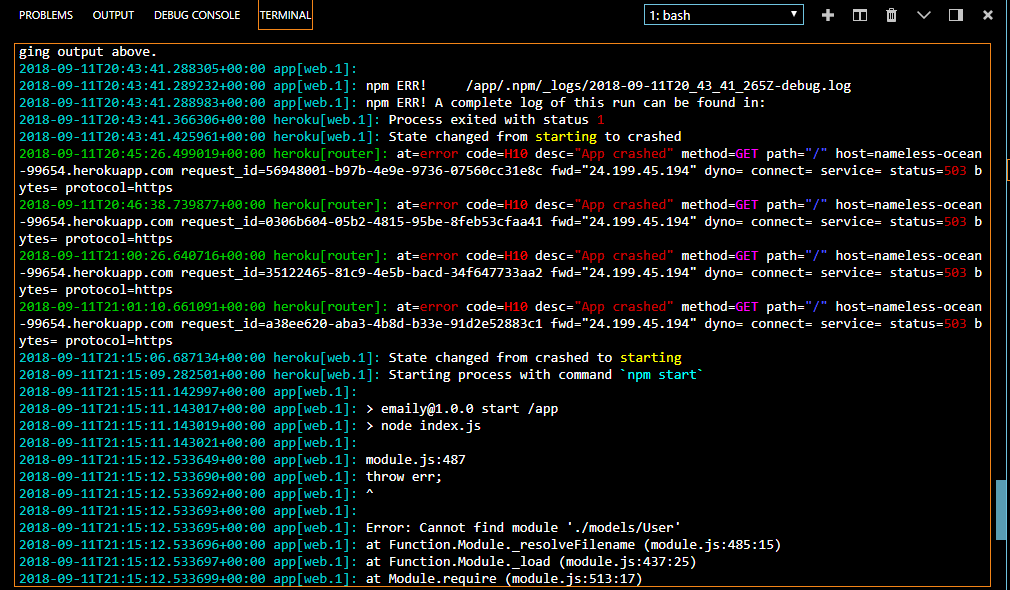 PROBLEMS OUTPUT DEBUG CONSOLE TERMINAL 1: bash
ging output above.
2018-09-11T20:43:41.288305+00:00 app[web.1]:
2018-09-11T20:43:41.289232+00:00 app[web.1]: npm ERR!     /app/.npm/_logs/2018-09-11T20_43_41_265Z-debug.log
2018-09-11T20:43:41.288983+00:00 app[web.1]: npm ERR! A complete log of this run can be found in:
2018-09-11T20:43:41.366306+00:00 heroku[web.1]: Process exited with status 1
2018-09-11T20:43:41.425961+00:00 heroku[web.1]: State changed from starting to crashed
2018-09-11T20:45:26.499019+00:00 heroku[router]: at=error code=H10 desc="App crashed" method=GET path="/" host=nameless-ocean
-99654.herokuapp.com request_id=56948001-b97b-4e9e-9736-07560cc31e8c fwd="24.199.45.194" dyno= connect= service= status=503 b
ytes= protocol=https
2018-09-11T20:46:38.739877+00:00 heroku[router]: at=error code=H10 desc="App crashed" method=GET path="/" host=nameless-ocean
-99654.herokuapp.com request_id=0306b604-05b2-4815-95be-8feb53cfaa41 fwd="24.199.45.194" dyno= connect= service= status=503 b
ytes= protocol=https
2018-09-11T21:00:26.640716+00:00 heroku[router]: at=error code=H10 desc="App crashed" method=GET path="/" host=nameless-ocean
-99654.herokuapp.com request_id=35122465-81c9-4e5b-bacd-34f647733aa2 fwd="24.199.45.194" dyno= connect= service= status=503 b
ytes= protocol=https
2018-09-11T21:01:10.661091+00:00 heroku[router]: at=error code=H10 desc="App crashed" method=GET path="/" host=nameless-ocean
-99654.herokuapp.com request_id=a38ee620-aba3-4b8d-b33e-91d2e52883c1 fwd="24.199.45.194" dyno= connect= service= status=503 b
ytes= protocol=https
2018-09-11T21:15:06.687134+00:00 heroku[web.1]: State changed from crashed to starting
2018-09-11T21:15:09.282501+00:00 heroku[web.1]: Starting process with command `npm start`
2018-09-11T21:15:11.142997+00:00 app[web.1]:
2018-09-11T21:15:11.143017+00:00 app[web.1]: > emaily@1.0.0 start /app
2018-09-11T21:15:11.143019+00:00 app[web.1]: > node index.js
2018-09-11T21:15:11.143021+00:00 app[web.1]:
2018-09-11T21:15:12.533649+00:00 app[web.1]: module.js:487
2018-09-11T21:15:12.533690+00:00 app[web.1]: throw err;
2018-09-11T21:15:12.533692+00:00 app[web.1]: ^
2018-09-11T21:15:12.533693+00:00 app[web.1]:
2018-09-11T21:15:12.533695+00:00 app[web.1]: Error: Cannot find module './models/User'
2018-09-11T21:15:12.533696+00:00 app[web.1]: at Function.Module._resolveFilename (module.js:485:15)
2018-09-11T21:15:12.533697+00:00 app[web.1]: at Function.Module._load (module.js:437:25)
2018-09-11T21:15:12.533699+00:00 app[web.1]: at Module.require (module.js:513:17)